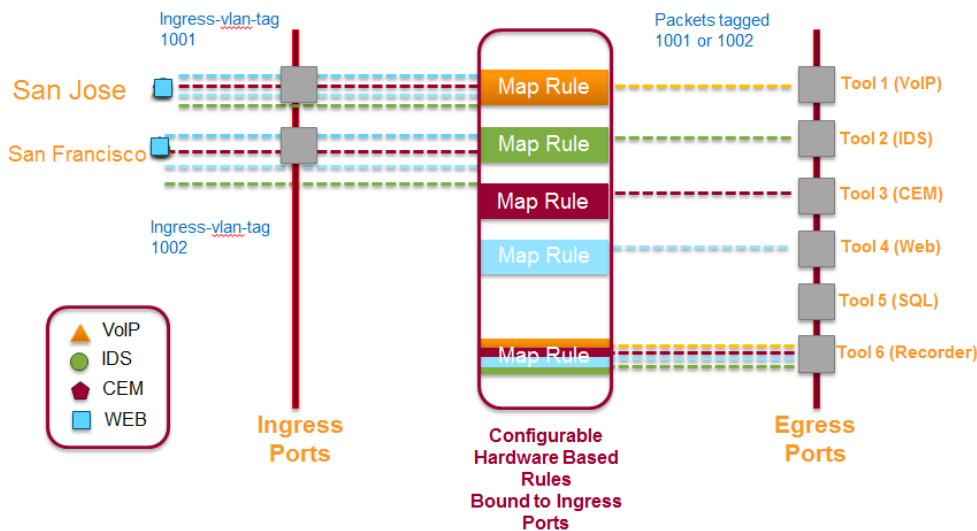 Ingress-vlan-tag
1001
Packets tagged
1001 or 1002
San Jose
Map Rule
Tool 1 (VoIP)
San Francisco
Map Rule
Tool 2 (IDS)
Map Rule
Tool 3 (CEM)
Ingress-vlan-tag
1002
Map Rule
Tool 4 (Web)
Tool 5 (SQL)
Map Rule
Tool 6 (Recorder)
VoIP
IDS
CEM
WEB
Ingress
Ports
Configurable
Hardware Based
Rules
Bound to Ingress
Ports
Egress
Ports